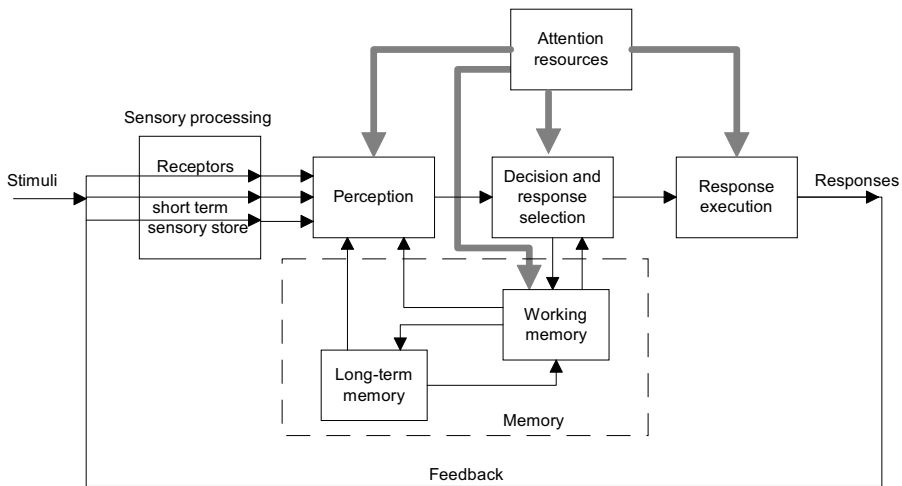 Attention
resources
Sensory processing
Stimuli
Receptors
short term
sensory store
Perception
Decision and
response
selection
Response
execution
Responses
Working
memory
Long-term
memory
Memory
Feedback